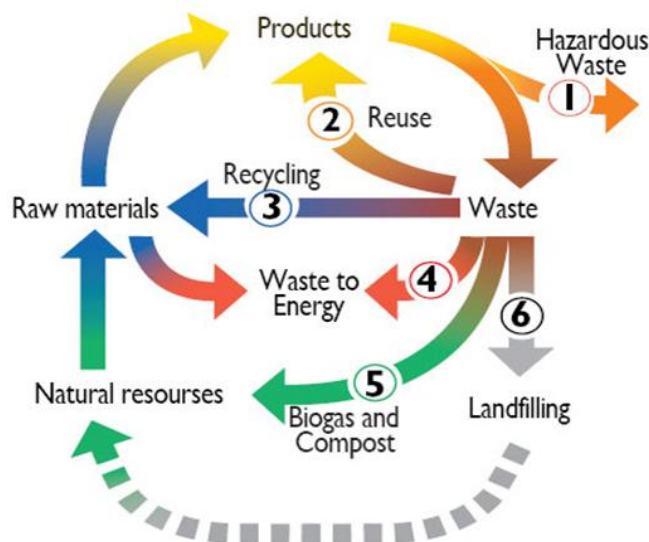 Products
Hazardous
Waste
1
2
Reuse
Recycling
Raw materials
3
Waste
Waste to
Energy
4
6
5
Natural resourses
Biogas and
Compost
Landfilling